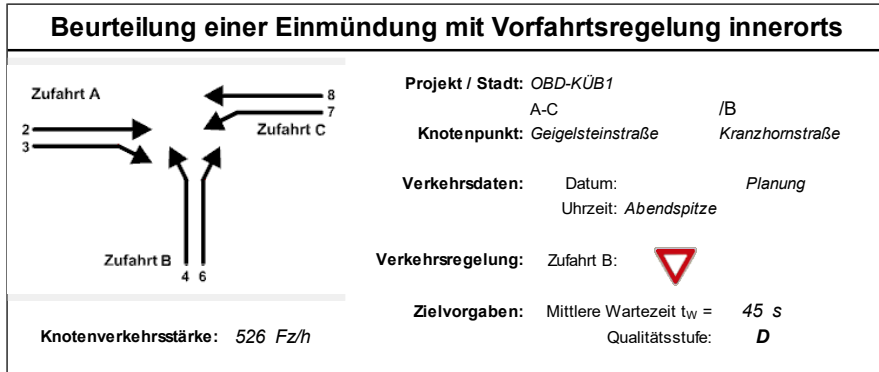 Beurteilung einer Einmündung mit Vorfahrtsregelung innerorts
Zufahrt A
8
7
Zufahrt C
2
3
Zufahrt B
4 6
Knotenverkehrsstärke: 526 Fz/h
Projekt / Stadt: OBD-KÜB1
A-C /B
Knotenpunkt: Geigelsteinstraße Kranzhornstraße
Verkehrsdaten: Datum: Planung
Uhrzeit: Abendspitze
Verkehrsregelung: Zufahrt B:
Zielvorgaben: Mittlere Wartezeit tW = 45 s
Qualitätsstufe: D